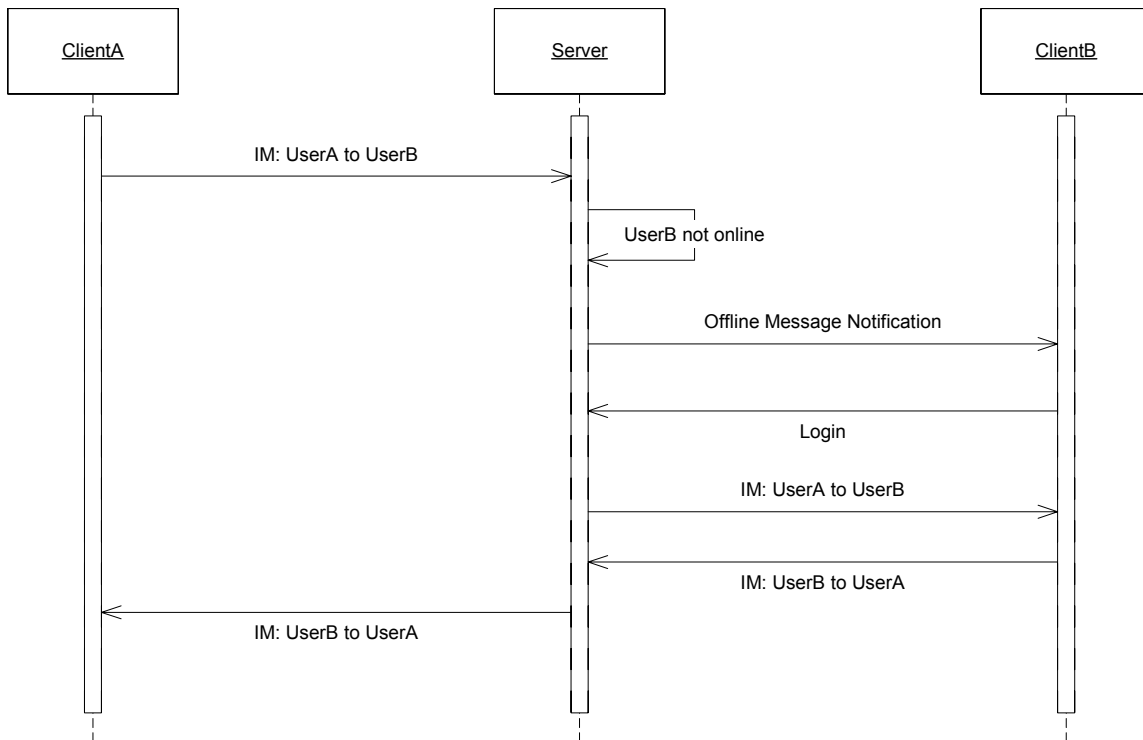 ClientA
Server
ClientB
IM: UserA to UserB
UserB not online
Offline Message Notification
Login
IM: UserA to UserB
IM: UserB to UserA
IM: UserB to UserA